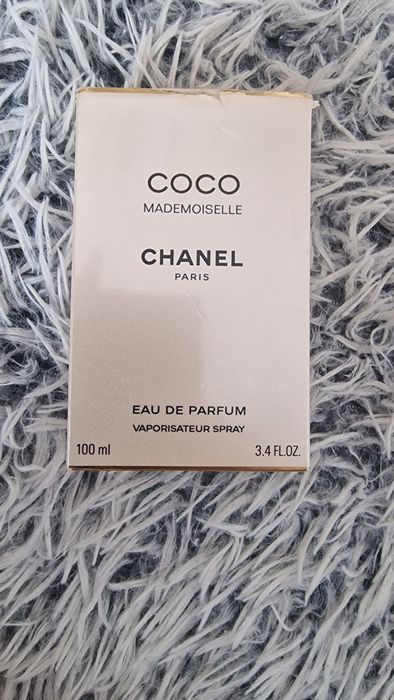 COCO
MADEMOISELLE
CHANEL
PARIS
EAU DE PARFUM
VAPORISATEUR SPRAY
100 ml 3.4 FL.OZ.